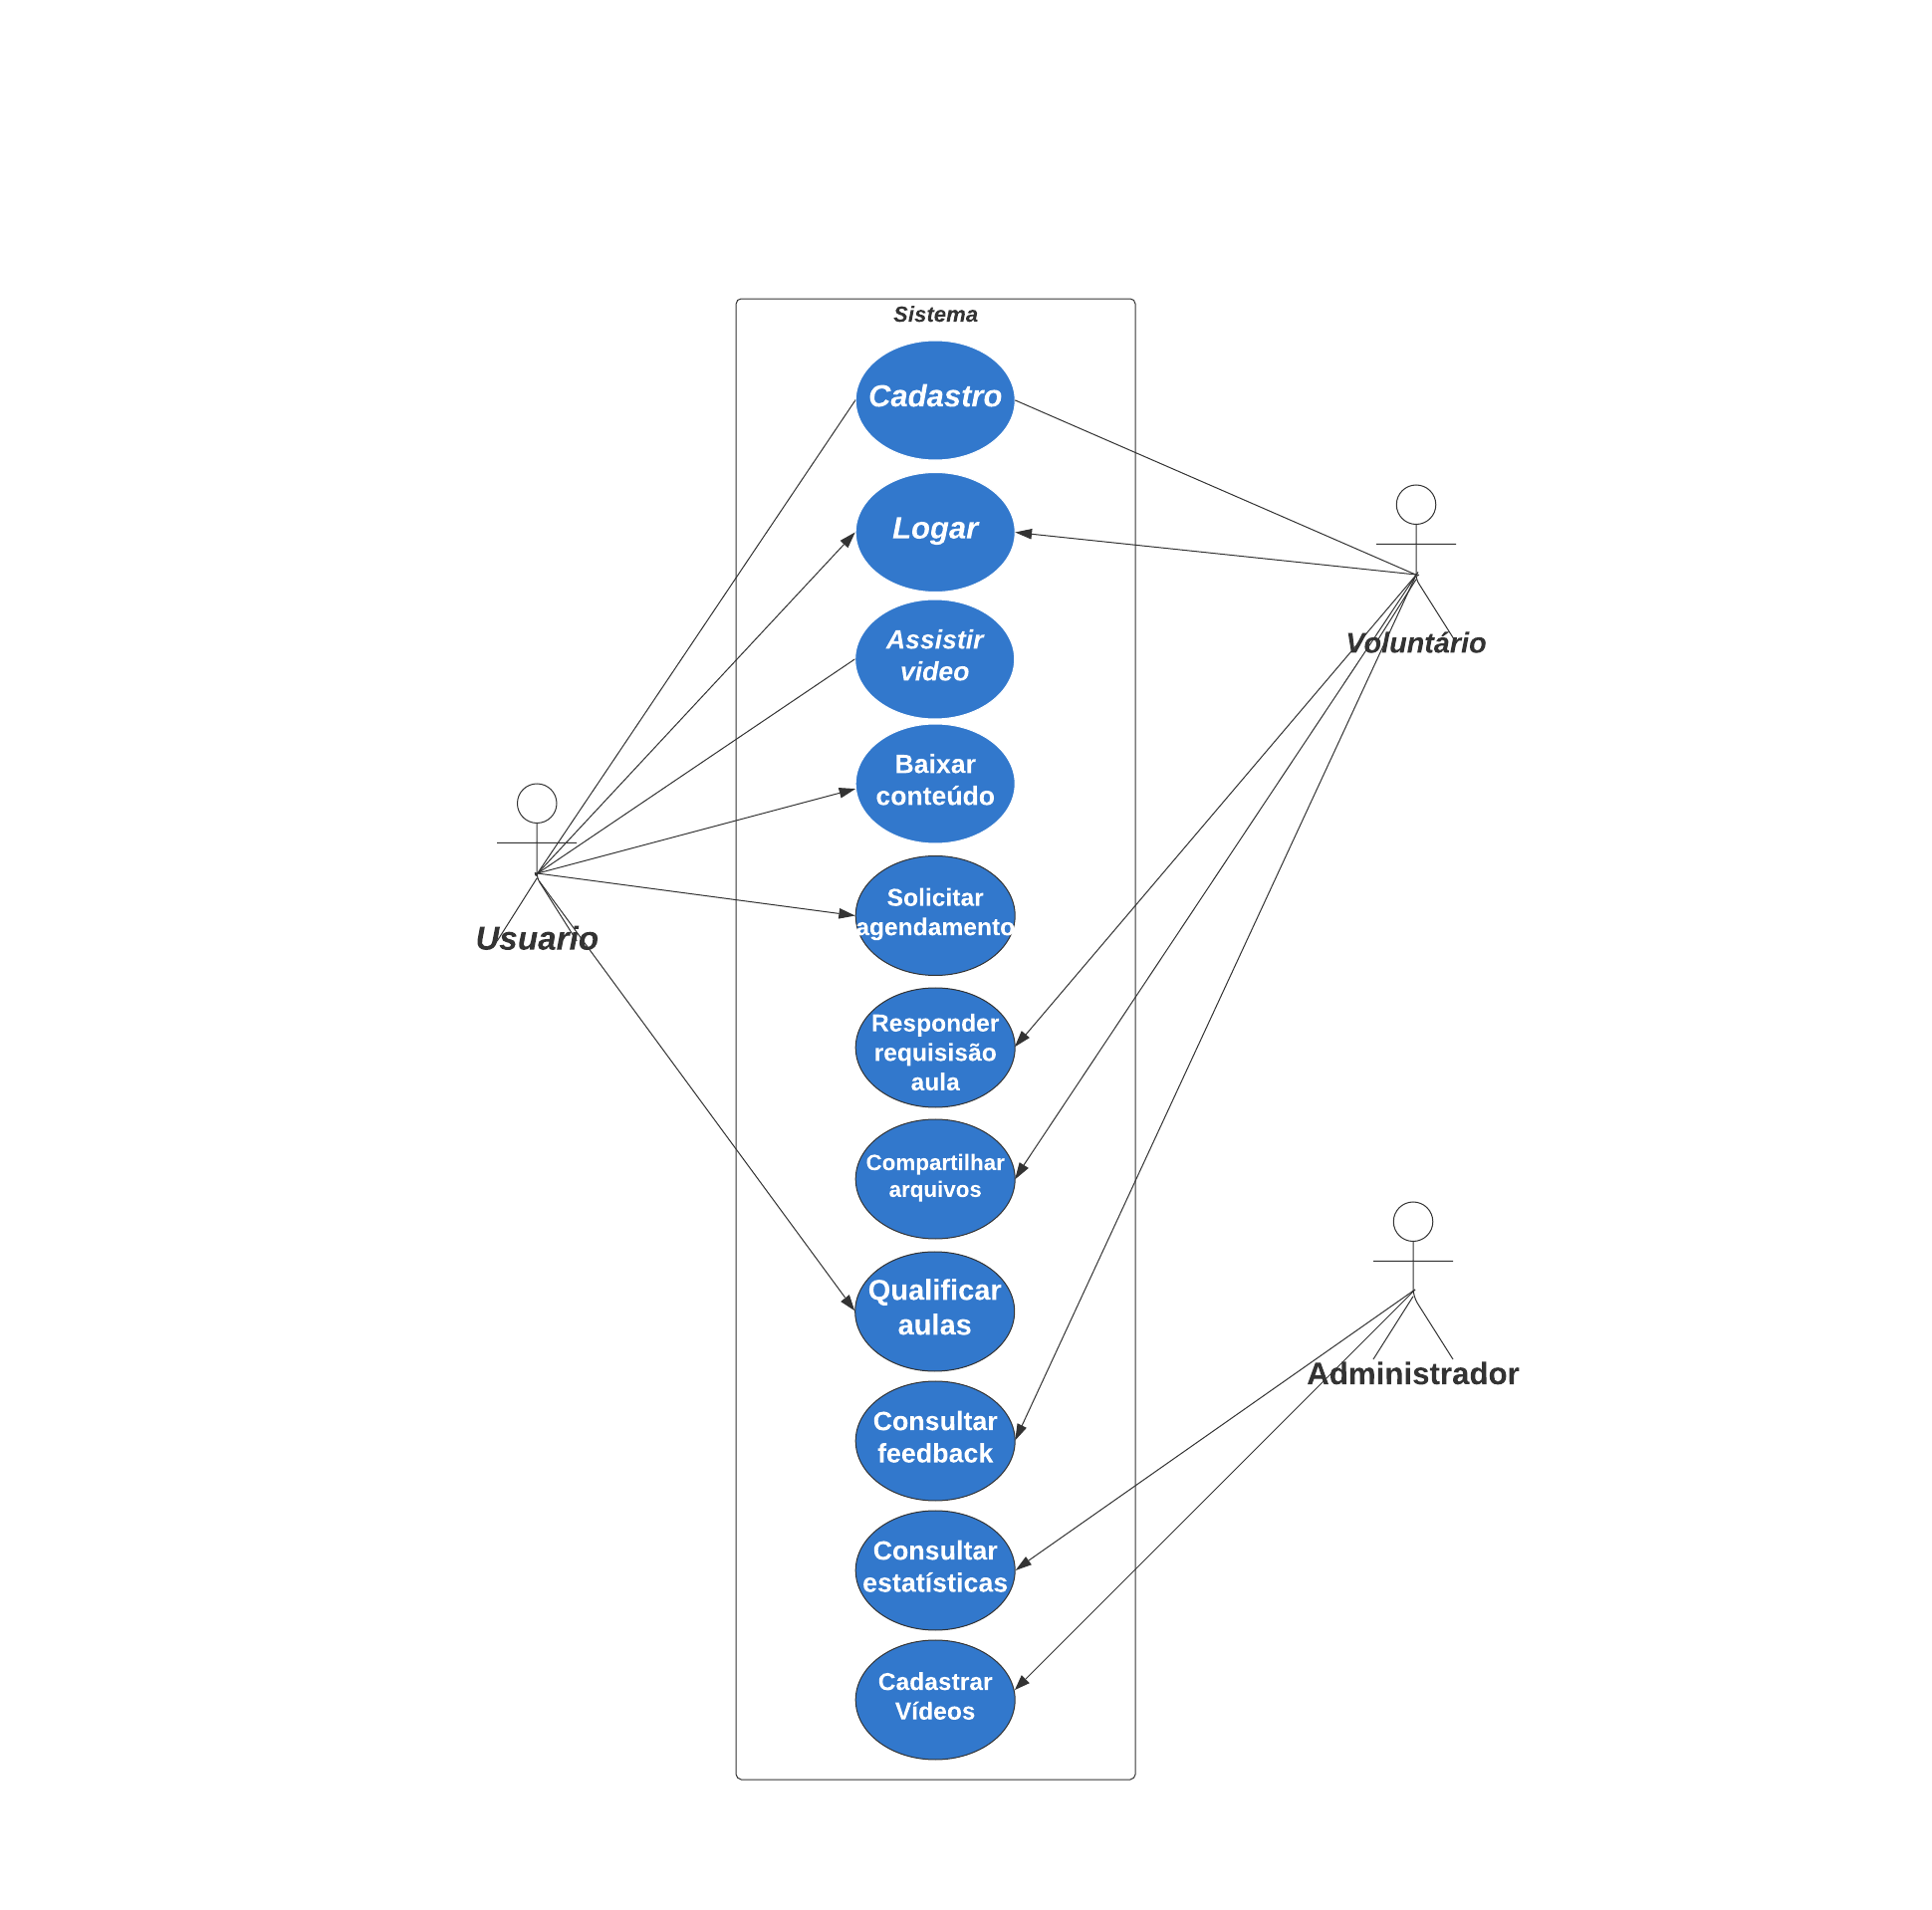 Sistema
Cadastro
Logar
Assistir
video
Baixar
conteúdo
Solicitar
agendamento
Responder
requisisão
aula
Compartilhar
arquivos
Qualificar
aulas
Consultar
feedback
Consultar
estatísticas
Cadastrar
Vídeos
Usuario
Voluntário
Administrador